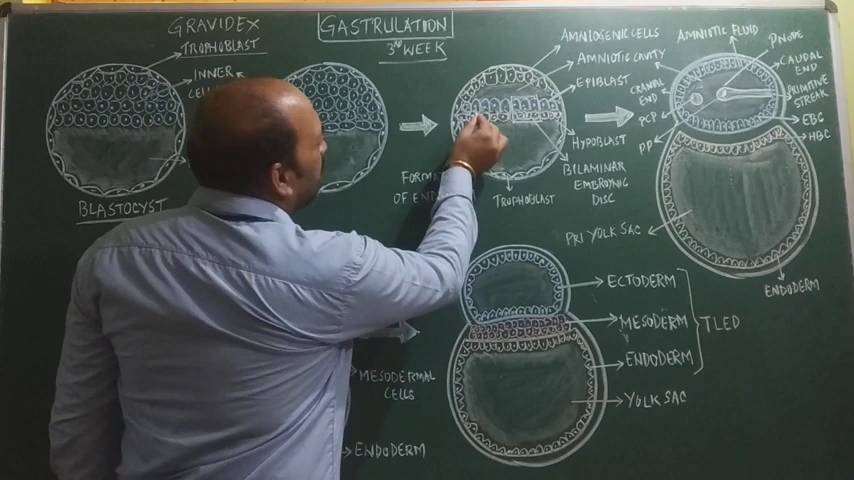 GRAVIDEX
GASTRULATION
3RD WEEK
TROPHOBLAST
INNER
BLASTOCYST
AMNIOGENIC CELLS
AMNIOTIC CAVITY
EPIBLAST
HYPOBLAST
BILAMINAR
EMBRYONIC
DISC
TROPHOBLAST
OF
AMNIOTIC FLUID
PNODE
CAUDAL
END
CRANIAL
END
PRIMITIVE
STREAK
PCP
EBC
PP
HBC
PRI YOLK SAC
ENDODERM
ECTODERM
MESODERM
TLED
ENDODERM
YOLK SAC
MESODERMAL
CELLS
ENDODERM